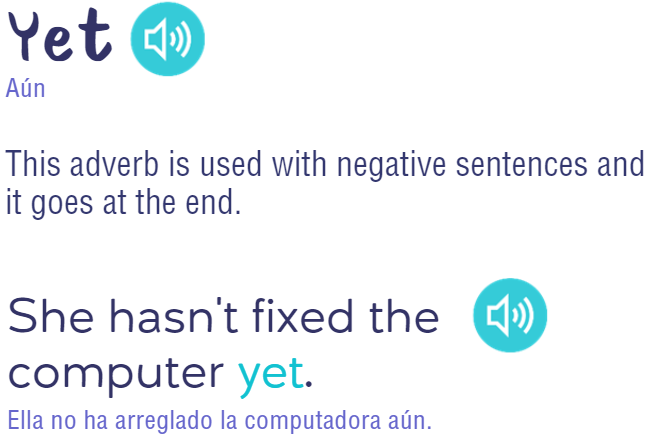 Yet
Aún
This adverb is used with negative sentences and
it goes at the end.
She hasn't fixed the
computer yet.
Ella no ha arreglado la computadora aún.